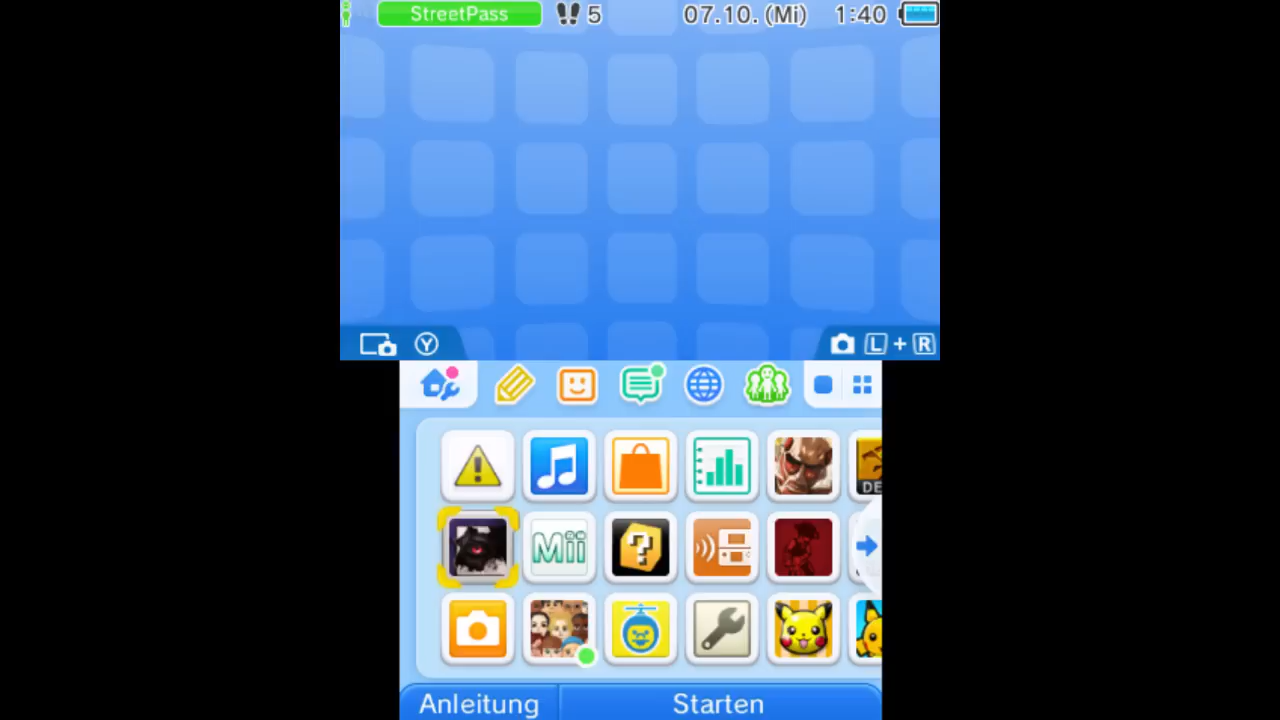 StreetPass 5 07.10. (Mi) 1:40
Y L + R
DE
Mii
?
Anleitung Starten